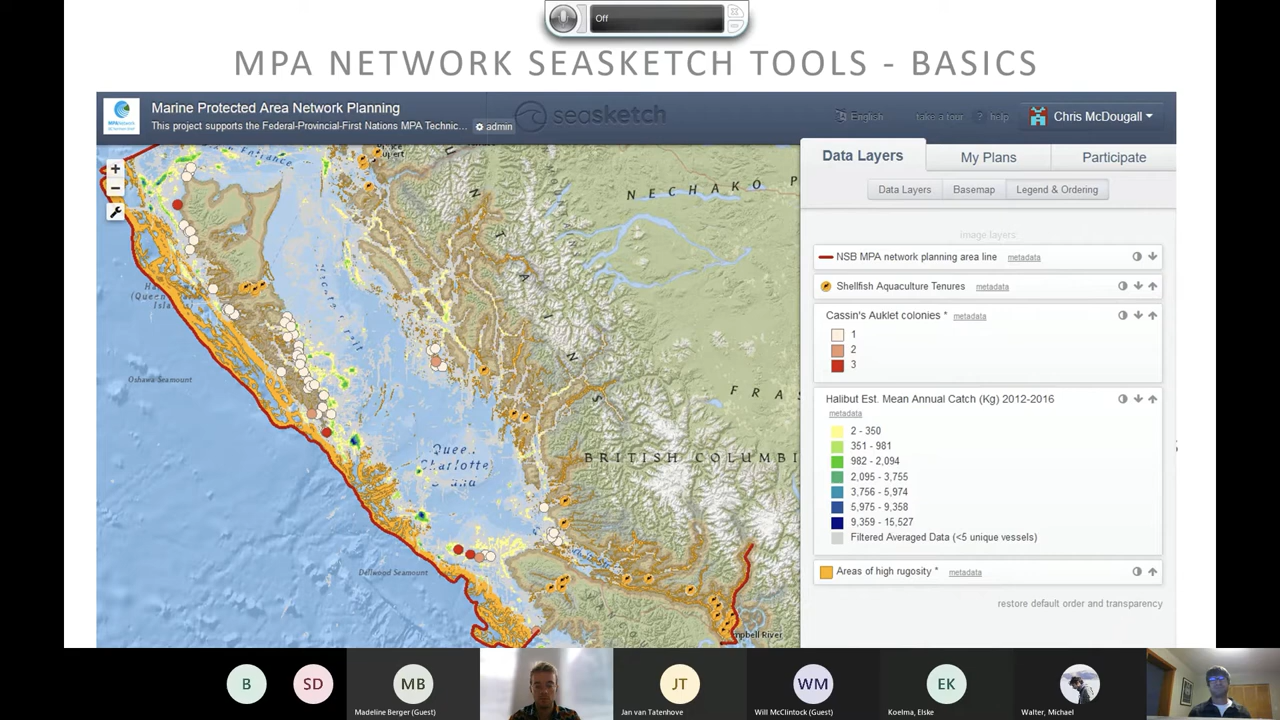 Off
MPA NETWORK SEASKETCH TOOLS - BASICS
Marine Protected Area Network Planning
This project supports the Federal-Provincial-First Nations MPA Technic...
admin
seasketch
English
take a tour
? help
Chris McDougall
Data Layers
My Plans
Participate
Data Layers
Basemap
Legend & Ordering
image layers
NSB MPA network planning area line metadata
Shellfish Aquaculture Tenures metadata
Cassin's Auklet colonies * metadata
1
2
3
Halibut Est. Mean Annual Catch (Kg) 2012-2016
metadata
2 - 350
351 - 981
982 - 2,094
2,095 - 3,755
3,756 - 5,974
5,975 - 9,358
9,359 - 15,527
Filtered Averaged Data (<5 unique vessels)
Areas of high rugosity * metadata
restore default order and transparency
Entrance
NECHAKO P
Oshawa Seamount
FRAS
Queen
Charlotte
BRITISH COLUMBI
Dellwood Seamount
mpbell River
B
SD
MB
Madeline Berger (Guest)
JT
Jan van Tatenhove
WM
Will McClintock (Guest)
EK
Koelma, Elske
Walter, Michael